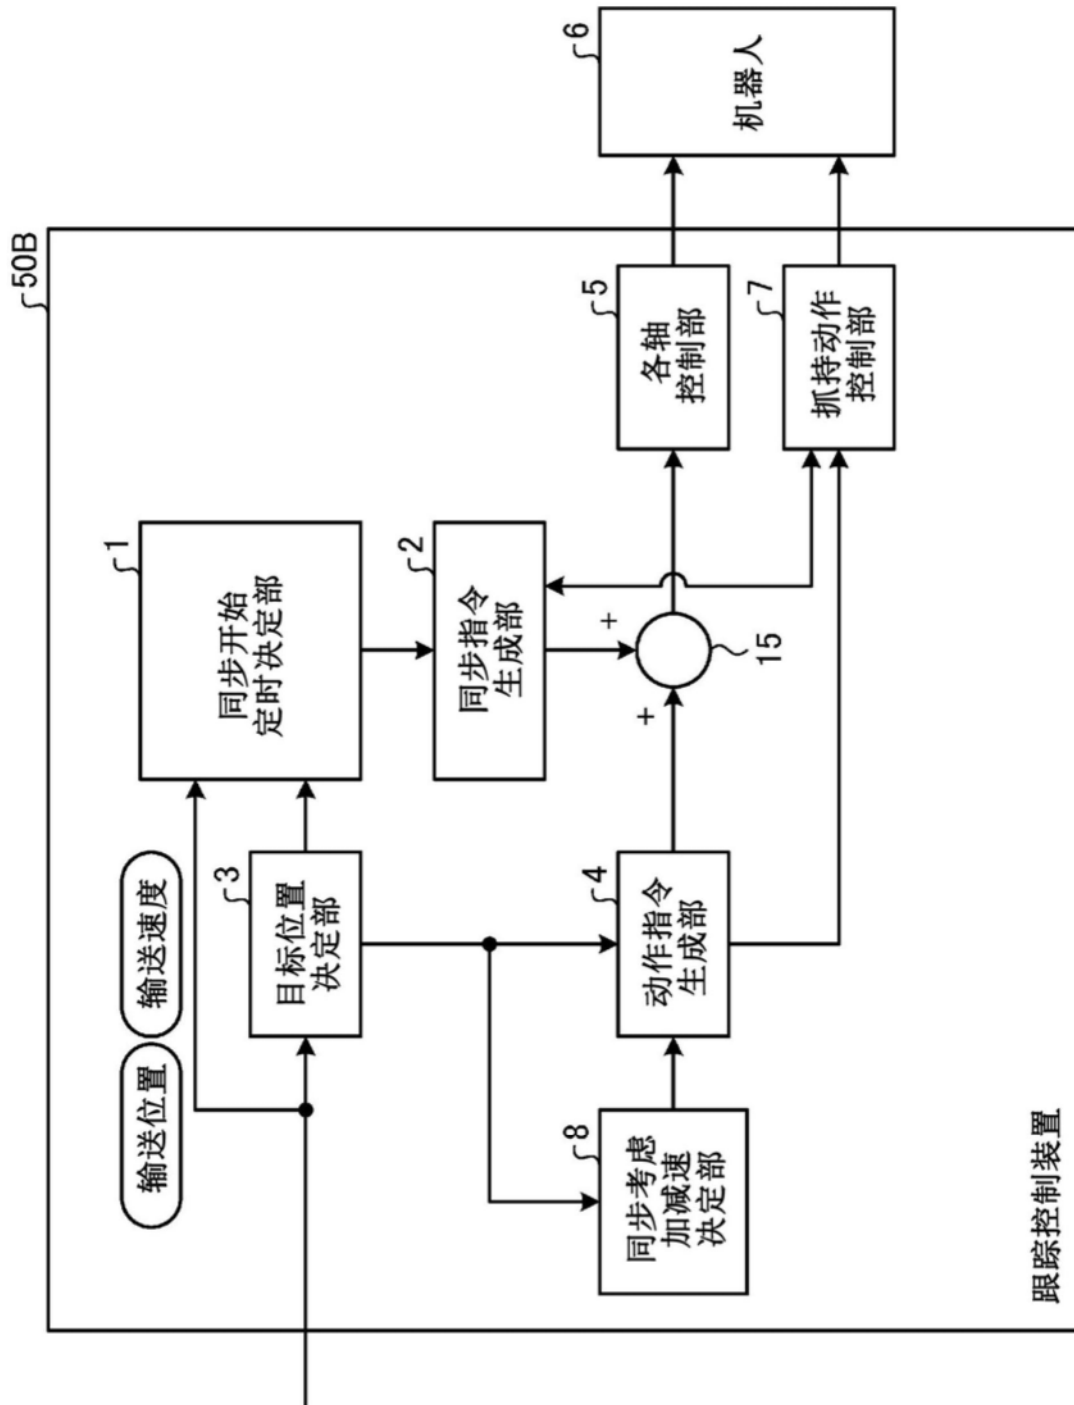 50B
输送位置
输送速度
1
同步开始
定时决定部
3
目标位置
决定部
2
同步指令
生成部
+
+
15
8
同步考虑
加减速
决定部
4
动作指令
生成部
5
各轴
控制部
6
机器人
7
抓持动作
控制部
跟踪控制装置